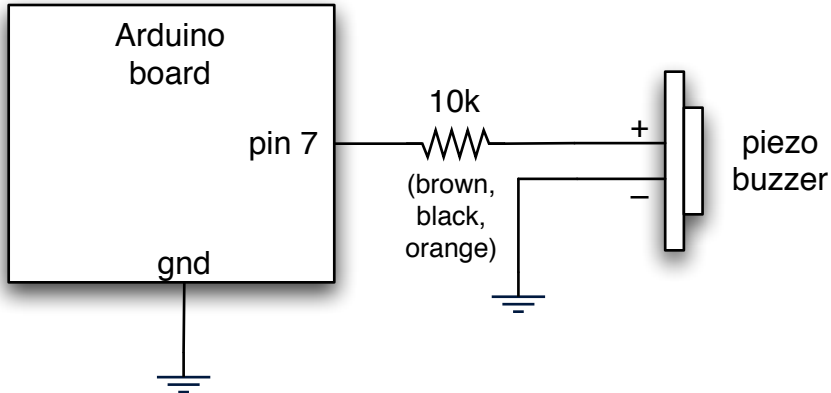 Arduino
board
pin 7
10k
(brown,
black,
orange)
+
–
piezo
buzzer
gnd